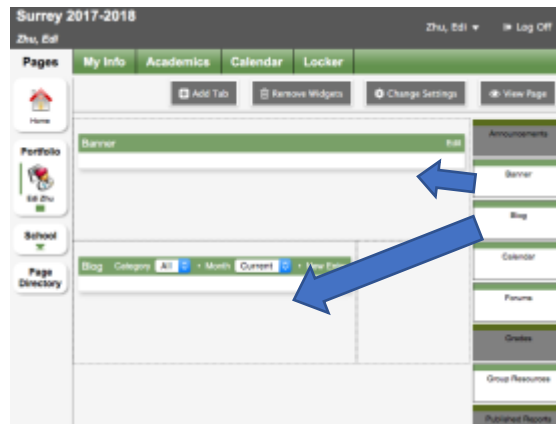 Surrey 2017-2018
Zhu, Edi
Zhu, Edi Log Off
Pages My Info Academics Calendar Locker
Add Tab Remove Widgets Change Settings View Page
Home
Portfolio
Edi Zhu
School
Page
Directory
Banner Edit
Blog Category All Month Current New
Announcements
Banner
Blog
Calendar
Forums
Grades
Group Resources
Published Reports